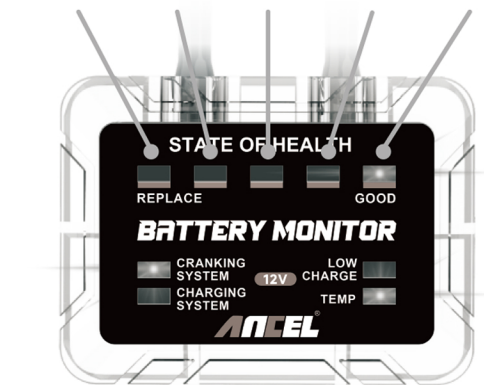 STATE OF HEALTH
REPLACE GOOD
BATTERY MONITOR
CRANKING SYSTEM
LOW CHARGE
12V
CHARGING SYSTEM
TEMP
ANCEL®